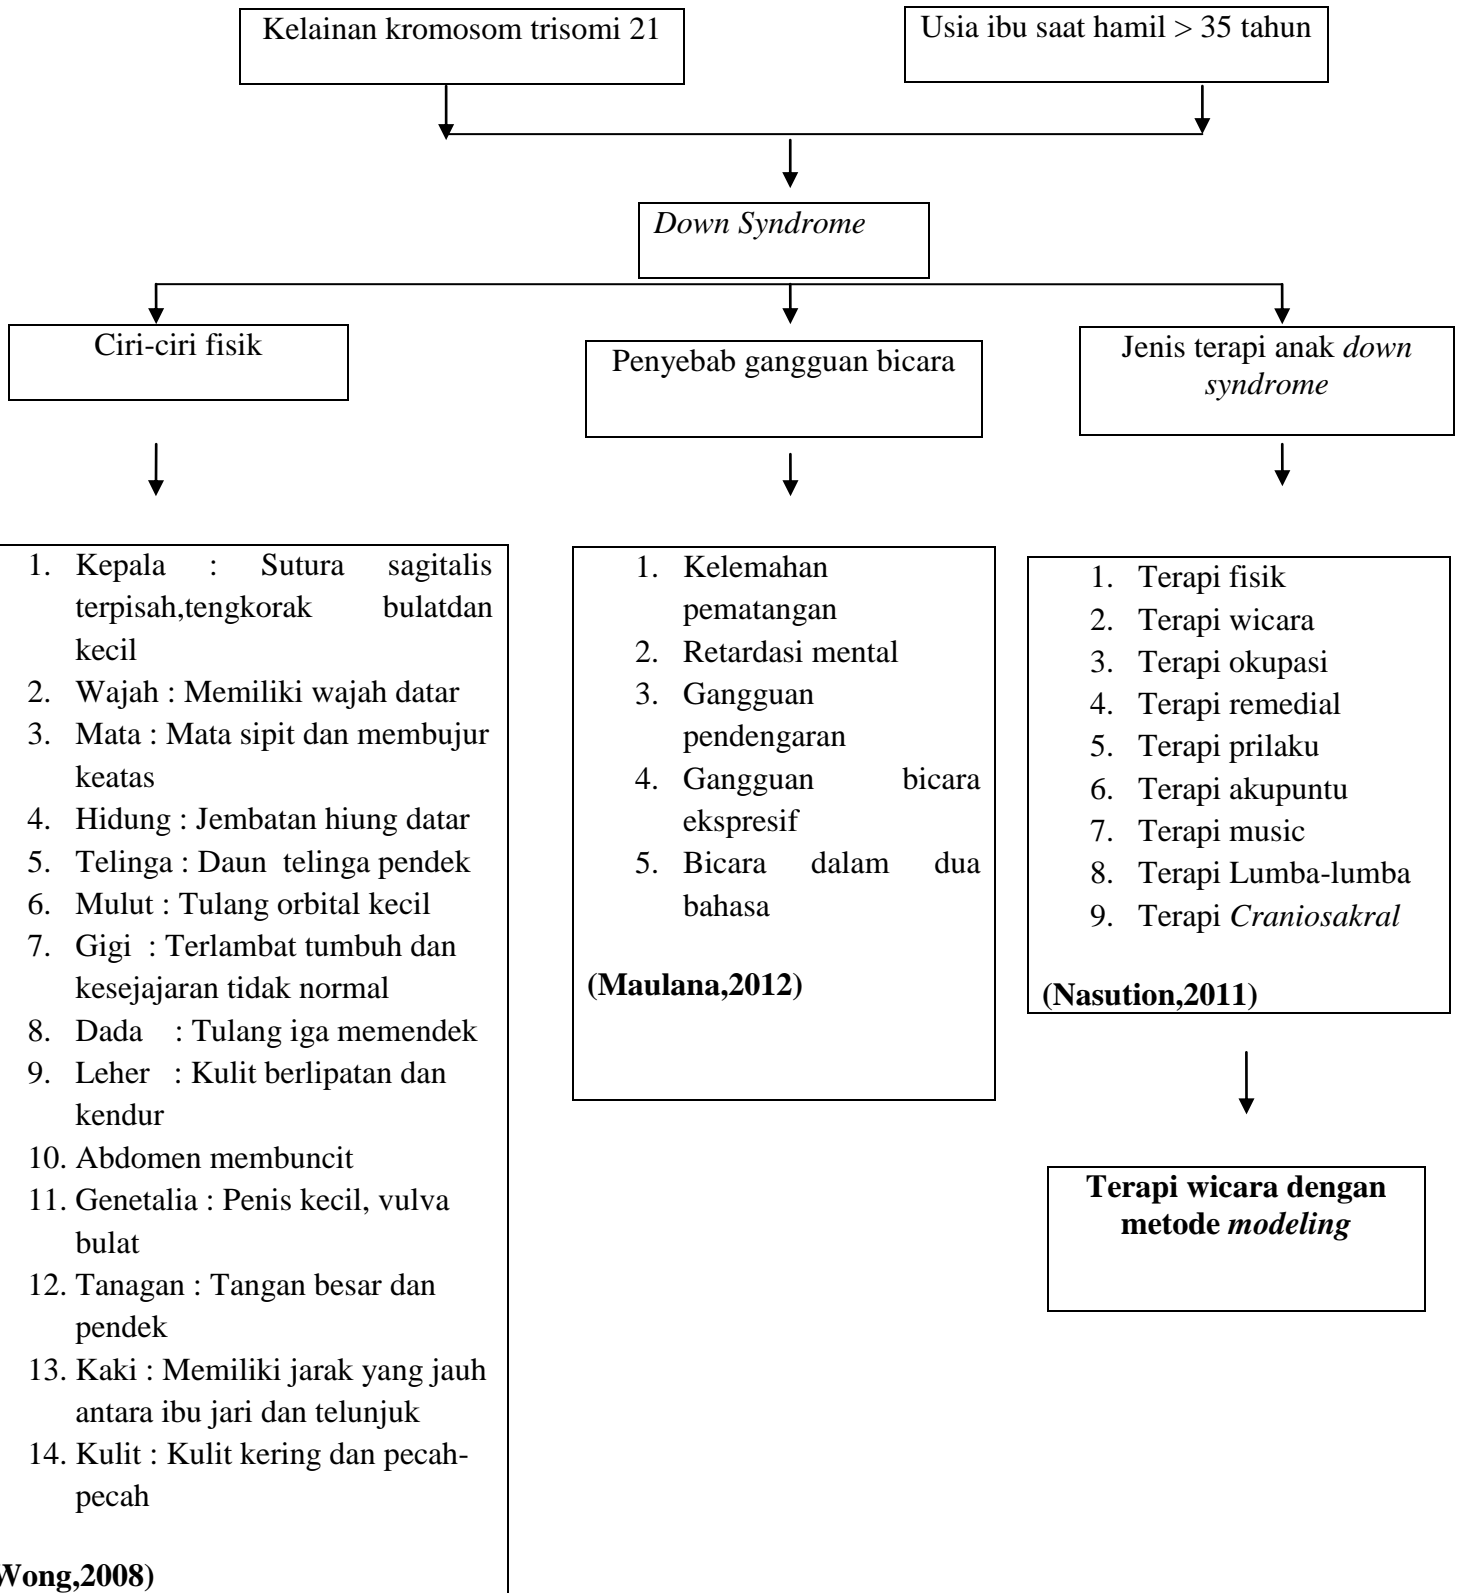 Kelainan kromosom trisomi 21
Usia ibu saat hamil > 35 tahun
Down Syndrome
Ciri-ciri fisik
Penyebab gangguan bicara
Jenis terapi anak down
syndrome
1. Kepala : Sutura sagitalis
terpisah,tengkorak bulatdan
kecil
2. Wajah : Memiliki wajah datar
3. Mata : Mata sipit dan membujur
keatas
4. Hidung : Jembatan hiung datar
5. Telinga : Daun telinga pendek
6. Mulut : Tulang orbital kecil
7. Gigi : Terlambat tumbuh dan
kesejajaran tidak normal
8. Dada : Tulang iga memendek
9. Leher : Kulit berlipatan dan
kendur
10. Abdomen membuncit
11. Genetalia : Penis kecil, vulva
bulat
12. Tanagan : Tangan besar dan
pendek
13. Kaki : Memiliki jarak yang jauh
antara ibu jari dan telunjuk
14. Kulit : Kulit kering dan pecah-
pecah
Wong,2008)
1. Kelemahan
pematangan
2. Retardasi mental
3. Gangguan
pendengaran
4. Gangguan bicara
ekspresif
5. Bicara dalam dua
bahasa
(Maulana,2012)
1. Terapi fisik
2. Terapi wicara
3. Terapi okupasi
4. Terapi remedial
5. Terapi prilaku
6. Terapi akupuntu
7. Terapi music
8. Terapi Lumba-lumba
9. Terapi Craniosakral
(Nasution,2011)
Terapi wicara dengan
metode modeling